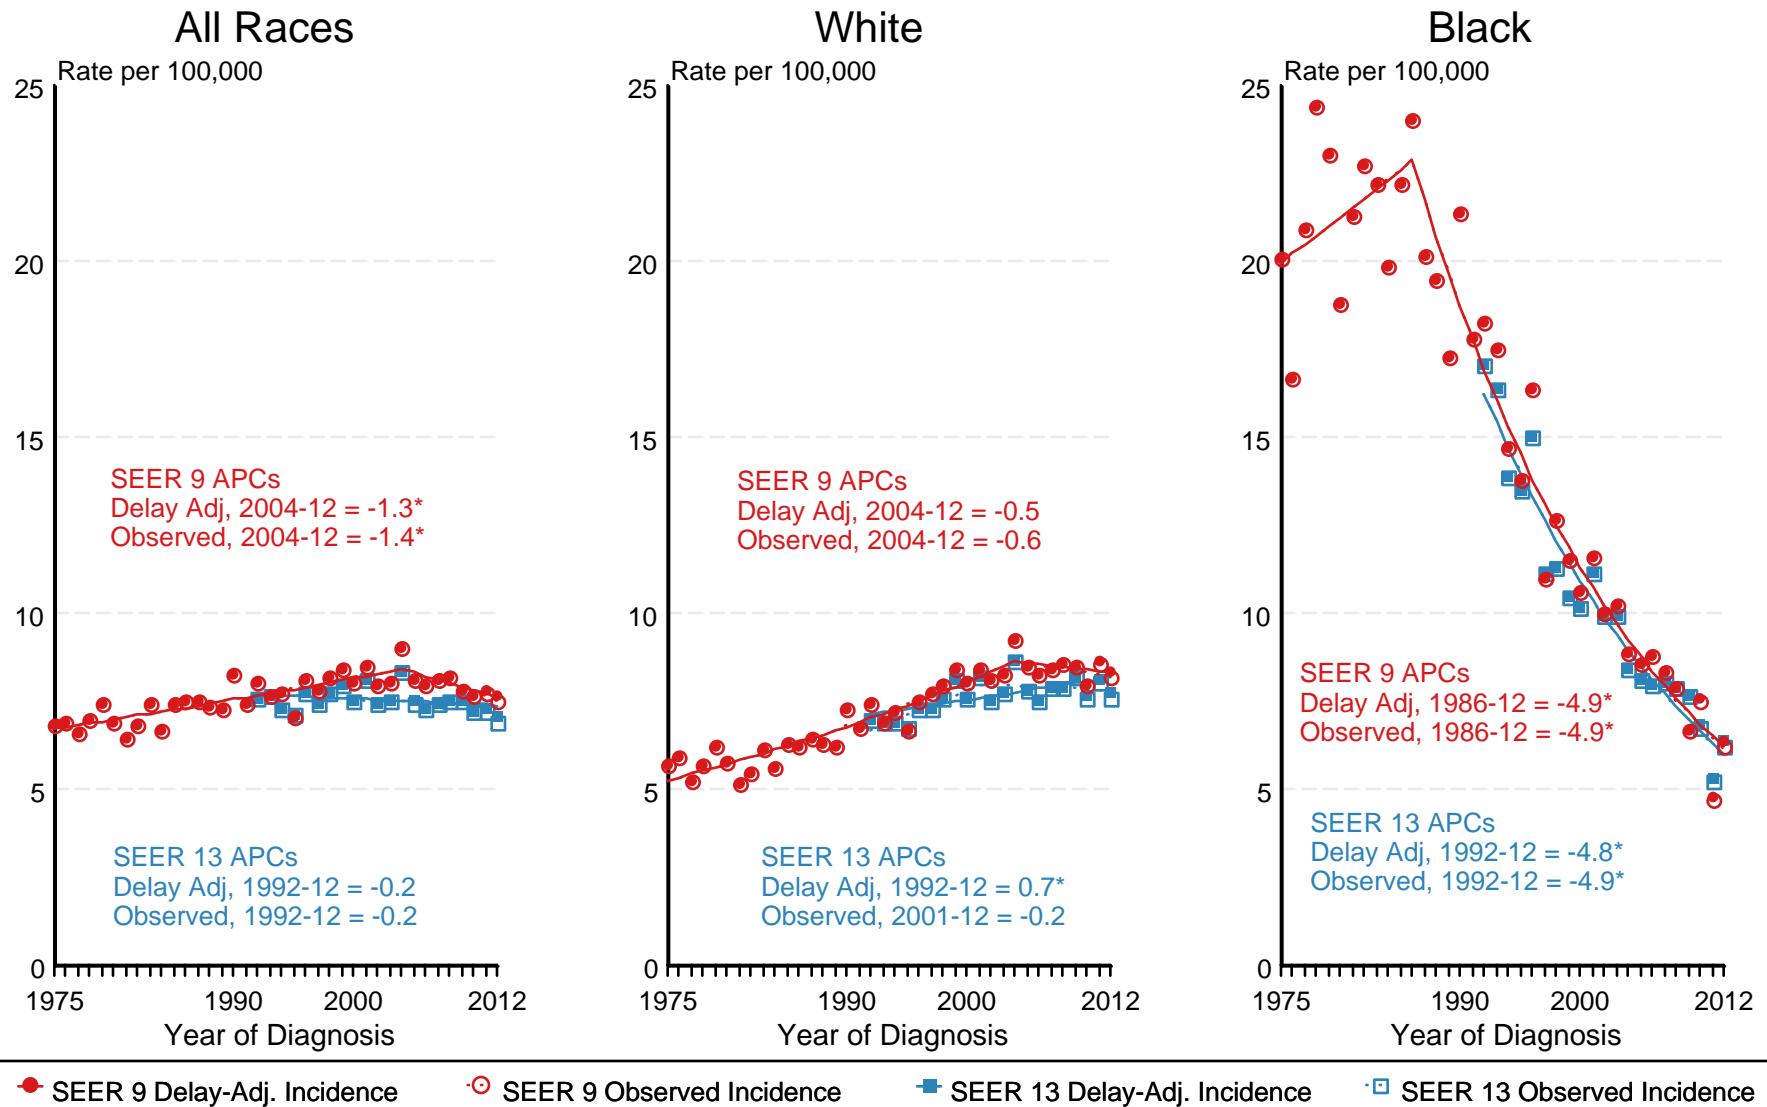 All Races
Rate per 100,000
25
20
15
10
5
0
SEER 9 APCs
Delay Adj, 2004-12 = -1.3*
Observed, 2004-12 = -1.4*
SEER 13 APCs
Delay Adj, 1992-12 = -0.2
Observed, 1992-12 = -0.2
1975 1990 2000 2012
Year of Diagnosis
White
Rate per 100,000
25
20
15
10
5
0
SEER 9 APCs
Delay Adj, 2004-12 = -0.5
Observed, 2004-12 = -0.6
SEER 13 APCs
Delay Adj, 1992-12 = 0.7*
Observed, 2001-12 = -0.2
1975 1990 2000 2012
Year of Diagnosis
Black
Rate per 100,000
25
20
15
10
5
0
SEER 9 APCs
Delay Adj, 1986-12 = -4.9*
Observed, 1986-12 = -4.9*
SEER 13 APCs
Delay Adj, 1992-12 = -4.8*
Observed, 1992-12 = -4.9*
1975 1990 2000 2012
Year of Diagnosis
SEER 9 Delay-Adj. Incidence SEER 9 Observed Incidence SEER 13 Delay-Adj. Incidence SEER 13 Observed Incidence